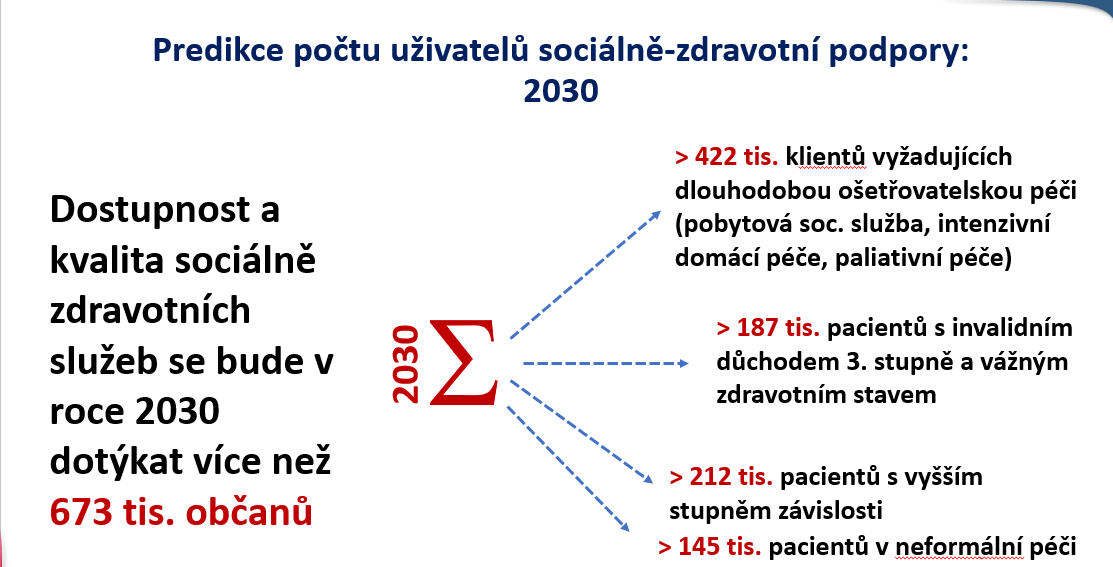 Predikce počtu uživatelů sociálně-zdravotní podpory:
2030
Dostupnost a
kvalita sociálně
zdravotních
služeb se bude v
roce 2030
dotýkat více než
673 tis. občanů
2030
Σ
> 422 tis. klientů vyžadujících
dlouhodobou ošetřovatelskou péči
(pobytová soc. služba, intenzivní
domácí péče, paliativní péče)
> 187 tis. pacientů s invalidním
důchodem 3. stupně a vážným
zdravotním stavem
> 212 tis. pacientů s vyšším
stupněm závislosti
> 145 tis. pacientů v neformální péči